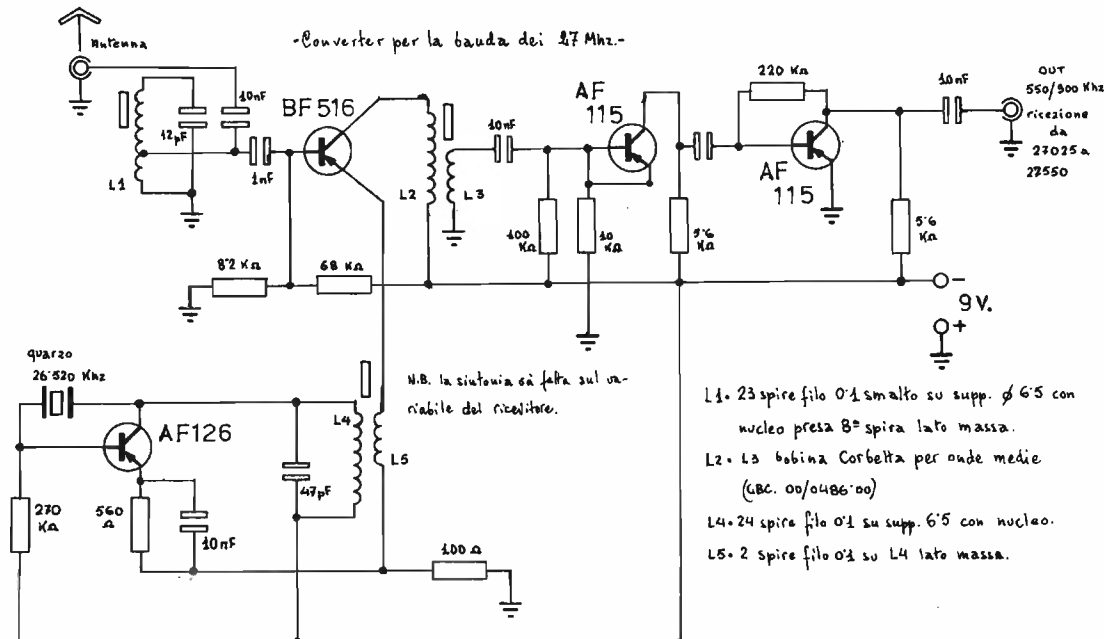 -Converter per la banda dei 27 Mhz.-
Antenna
10nF
12pF
1nF
L1
BF516
L2
L3
10nF
AF
115
220 KΩ
AF
115
10nF
OUT
550/900 Khz
ricezione
da
27025 a
27550
100
KΩ
10
KΩ
5'6
KΩ
5'6
KΩ
8'2 KΩ
68 KΩ
-
9V.
+
quarzo
26'520 Khz
AF126
N.B. la sintonia va fatta sul va-
riabile del ricevitore.
L4
L5
47pF
270
KΩ
560
Ω
10nF
100 Ω
L1= 23 spire filo 0'1 smalto su supp. ø 6'5 con
nucleo presa 8ª spira lato massa.
L2= L3 bobina Corbetta per onde medie
(GBC. 00/0486'00)
L4= 24 spire filo 0'1 su supp. 6'5 con nucleo.
L5= 2 spire filo 0'1 su L4 lato massa.